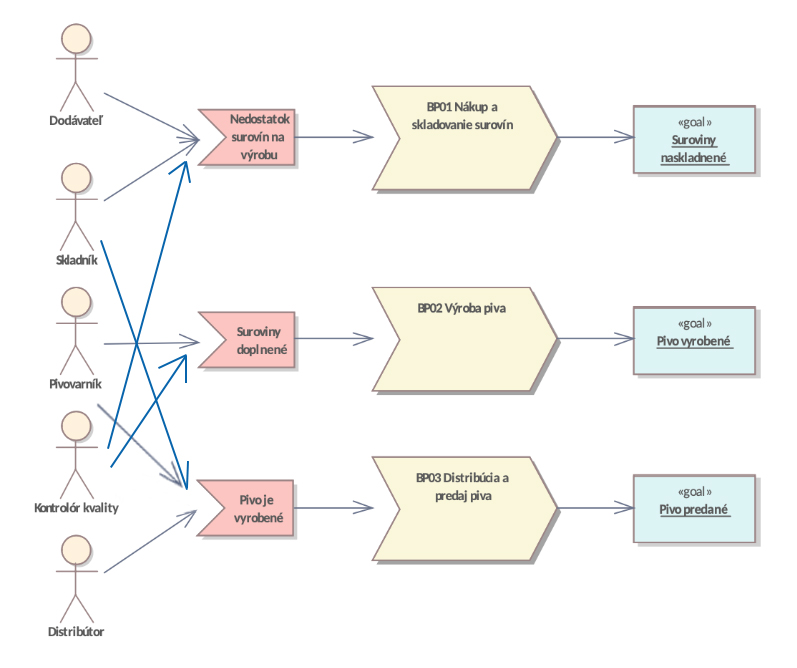 Dodávateľ
Nedostatok
surovín na
výrobu
BP01 Nákup a
skladovanie surovín
«goal»
Suroviny
naskladnené
Skladník
Pivovarník
Suroviny
doplnené
BP02 Výroba piva
«goal»
Pivo vyrobené
Kontrolór kvality
Pivo je
vyrobené
BP03 Distribúcia a
predaj piva
«goal»
Pivo predané
Distribútor